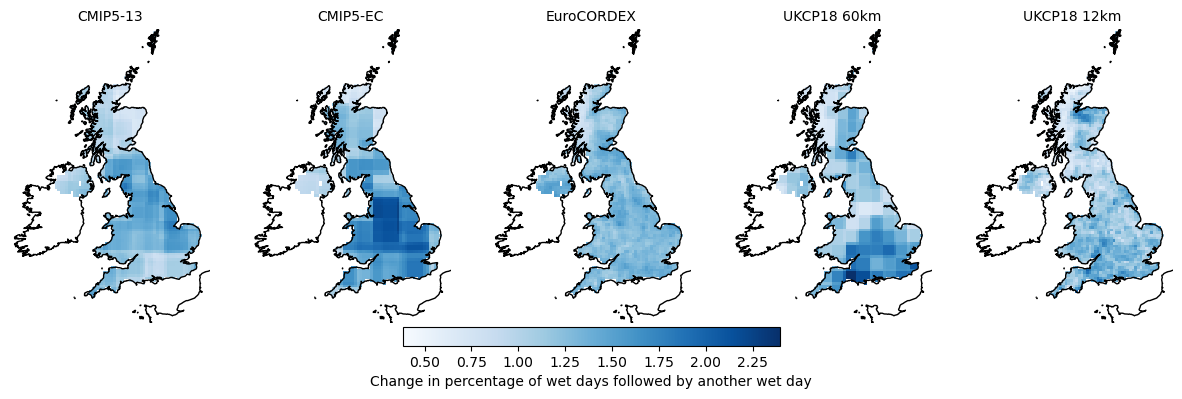 CMIP5-13
CMIP5-EC
EuroCORDEX
UKCP18 60km
UKCP18 12km
0.50 0.75 1.00 1.25 1.50 1.75 2.00 2.25
Change in percentage of wet days followed by another wet day